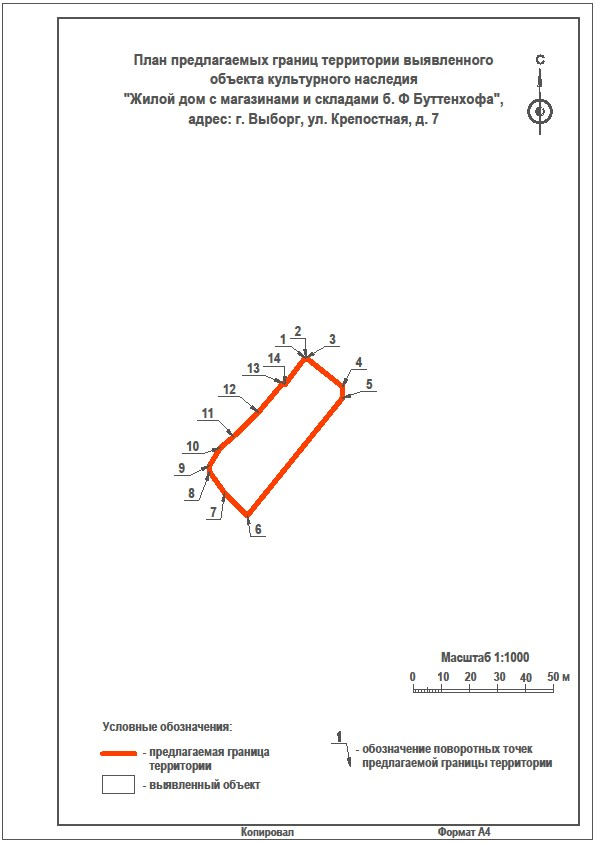 План предлагаемых границ территории выявленного
объекта культурного наследия
"Жилой дом с магазинами и складами б. Ф Буттенхофа",
адрес: г. Выборг, ул. Крепостная, д. 7
С
2
1
3
14
4
13
5
12
11
10
9
8
7
6
Масштаб 1:1000
0 10 20 30 40 50 м
Условные обозначения:
- предлагаемая граница
территории
- выявленный объект
1
- обозначение поворотных точек
предлагаемой границы территории
Копировал
Формат А4